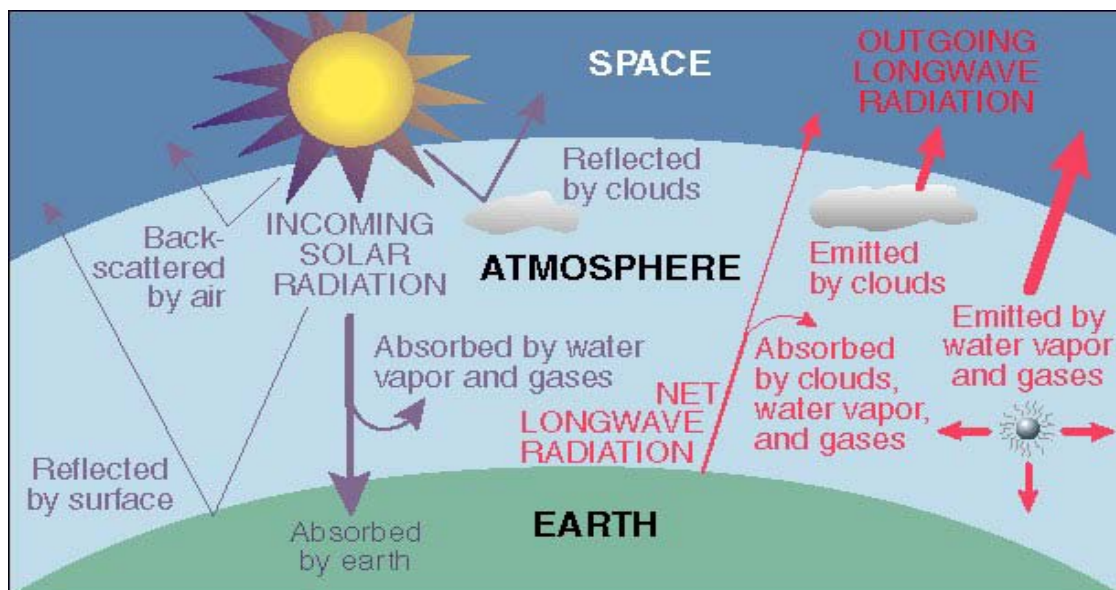 SPACE
OUTGOING
LONGWAVE
RADIATION
Reflected
by clouds
Back-
scattered
by air
INCOMING
SOLAR
RADIATION
ATMOSPHERE
Emitted
by clouds
Emitted by
water vapor
and gases
Absorbed by water
vapor and gases
Absorbed
by clouds,
water vapor,
and gases
NET
LONGWAVE
RADIATION
Reflected
by surface
Absorbed
by earth
EARTH